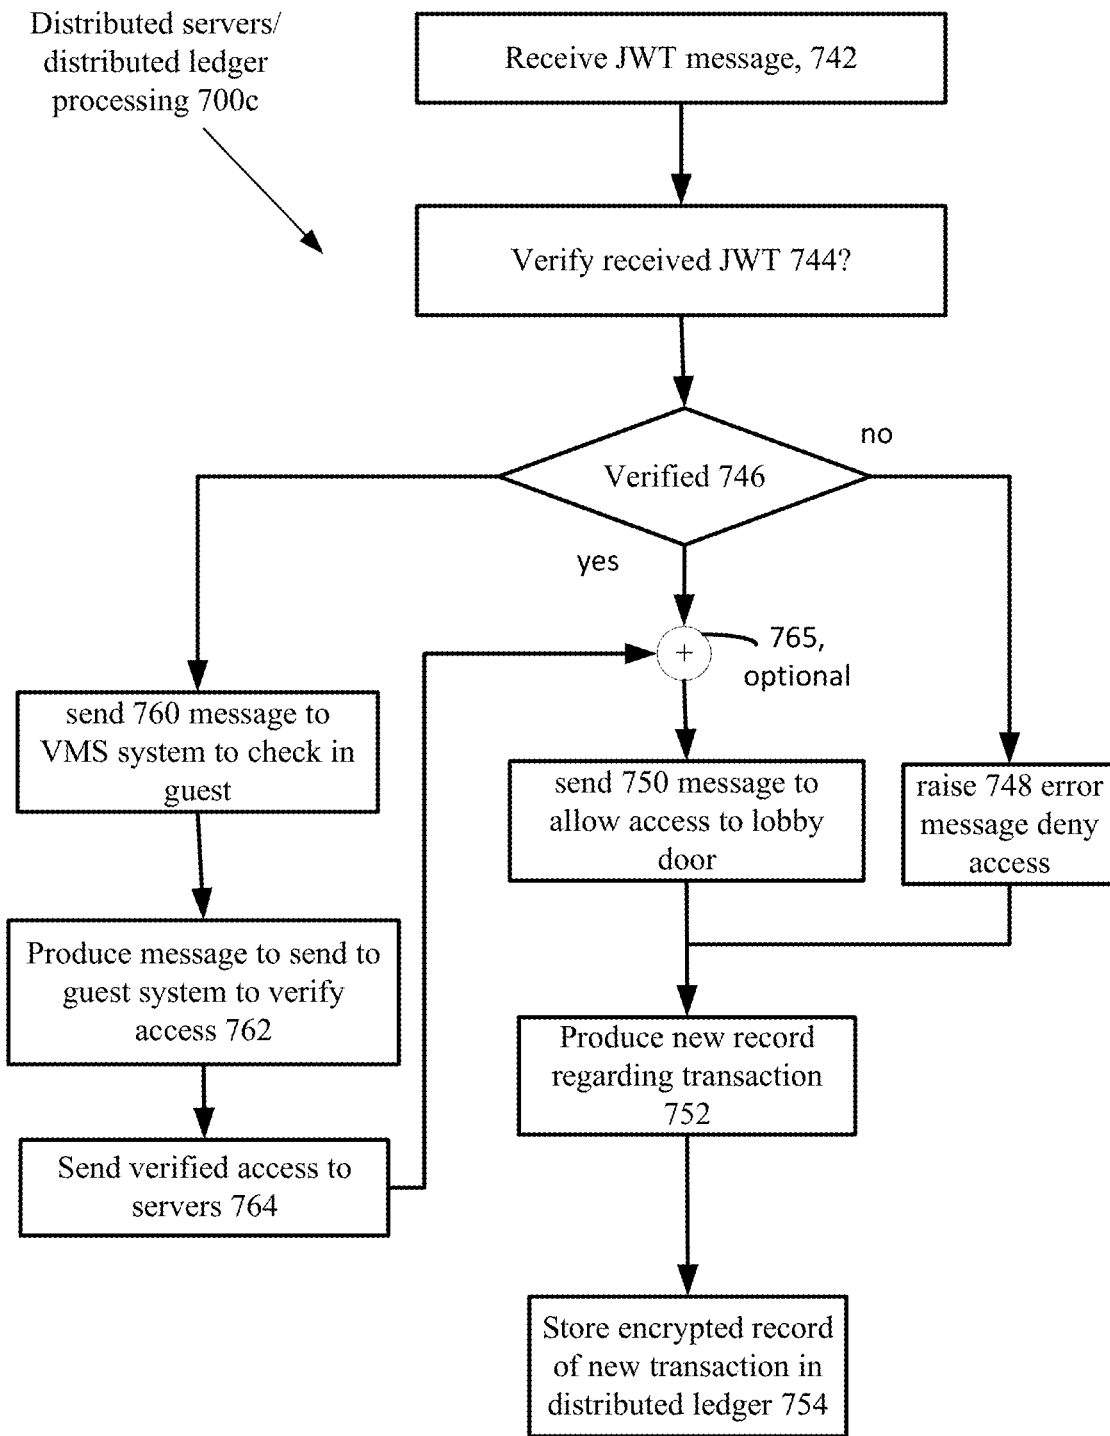 Distributed servers/
distributed ledger
processing 700c
Receive JWT message, 742
Verify received JWT 744?
Verified 746
no
yes
765,
optional
+
send 760 message to
VMS system to check in
guest
send 750 message to
allow access to lobby
door
raise 748 error
message deny
access
Produce message to send to
guest system to verify
access 762
Produce new record
regarding transaction
752
Send verified access to
servers 764
Store encrypted record
of new transaction in
distributed ledger 754